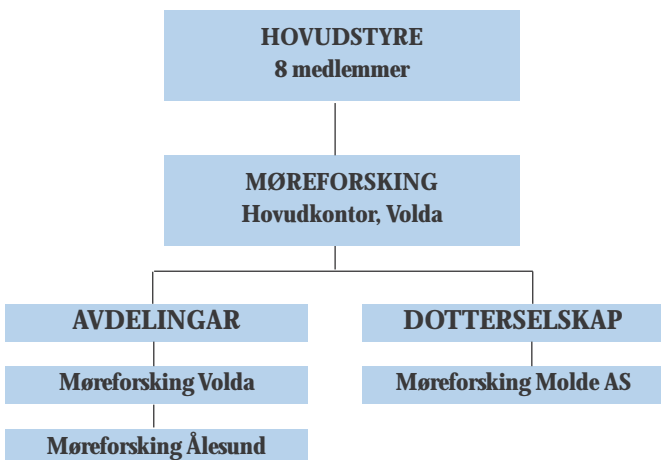 HOVUDSTYRE
8 medlemmer
MØREFORSKING
Hovudkontor, Volda
AVDELINGAR
Møreforsking Volda
Møreforsking Ålesund
DOTTERSELSKAP
Møreforsking Molde AS